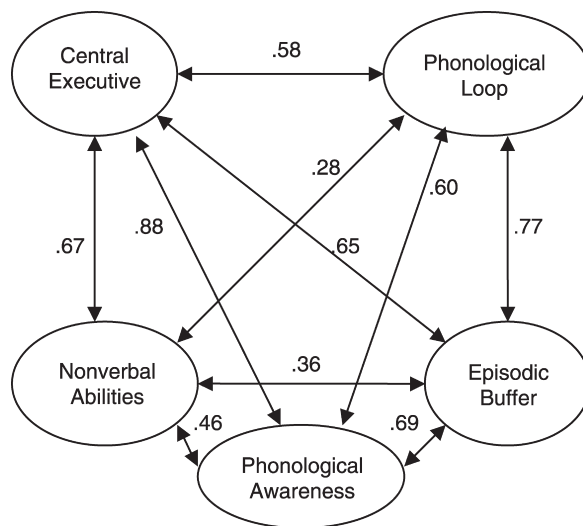 Central
Executive
.58
Phonological
Loop
.28
.60
.88
.67
.65
.77
Nonverbal
Abilities
.36
Episodic
Buffer
.46
.69
Phonological
Awareness